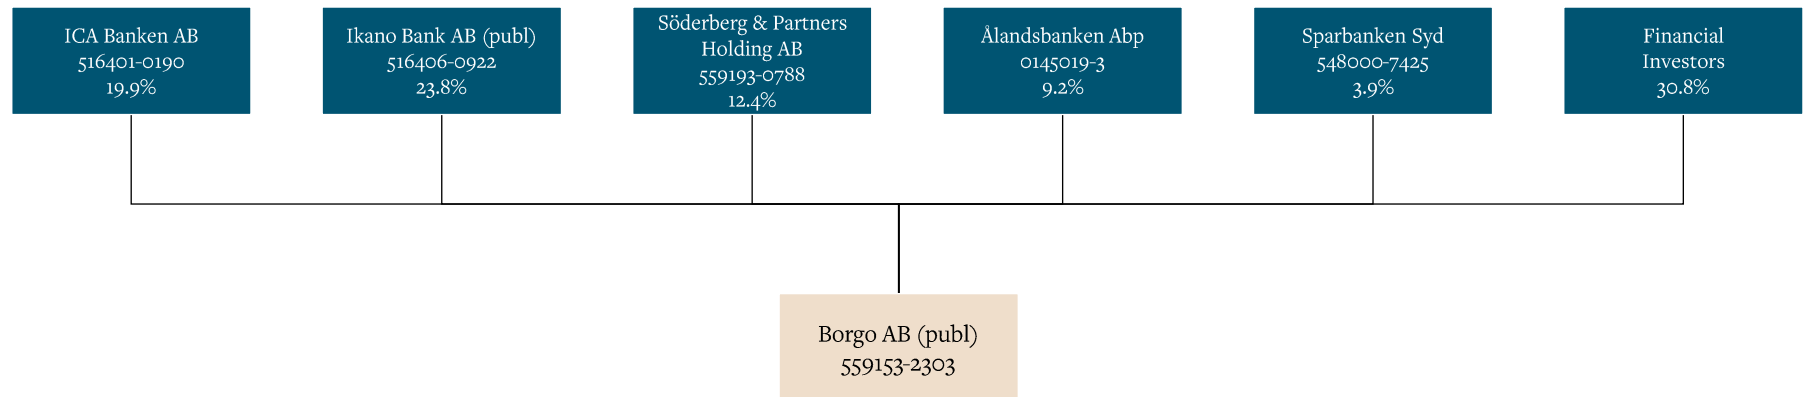 ICA Banken AB
516401-0190
19.9%
Ikano Bank AB (publ)
516406-0922
23.8%
Söderberg & Partners
Holding AB
559193-0788
12.4%
Ålandsbanken Abp
0145019-3
9.2%
Sparbanken Syd
548000-7425
3.9%
Financial
Investors
30.8%
Borgo AB (publ)
559153-2303